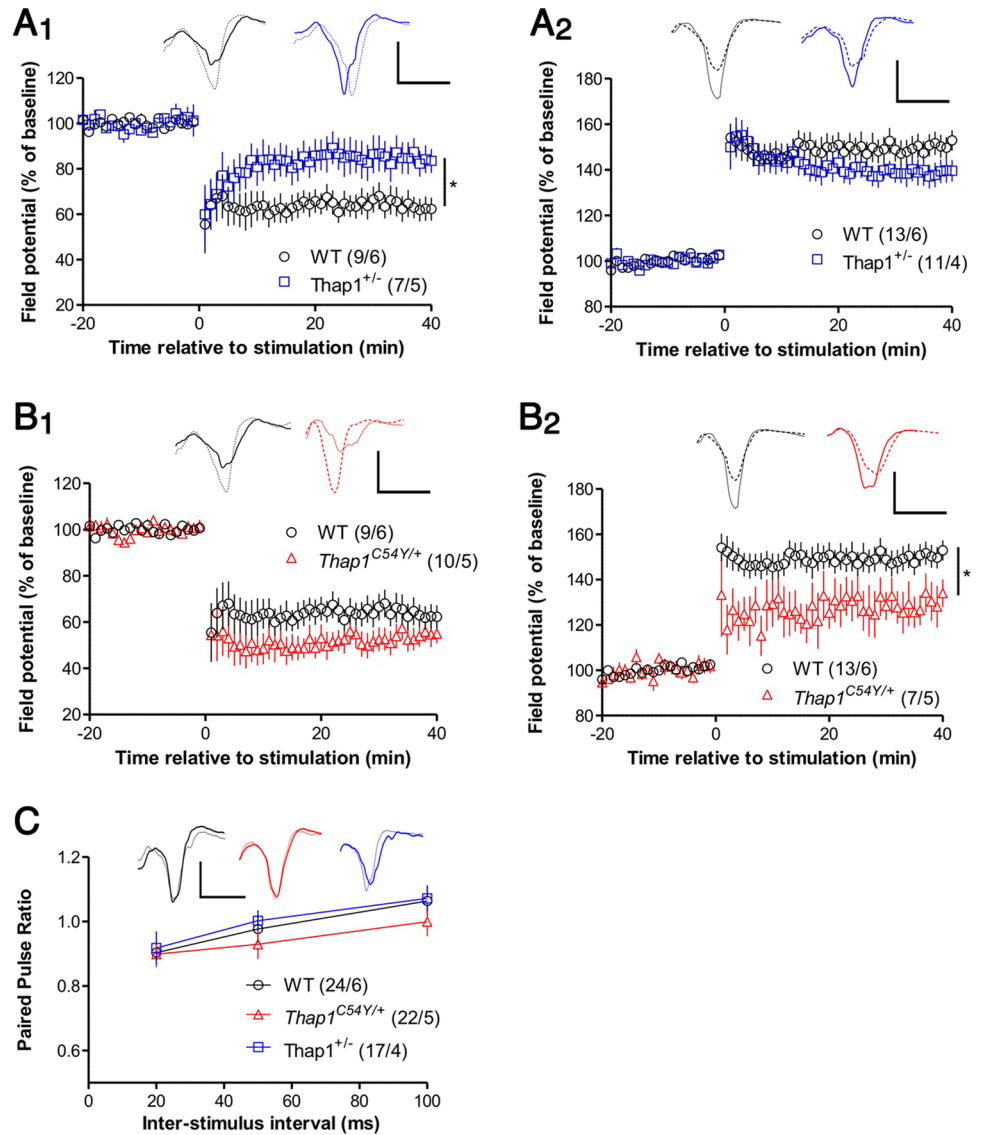 A1
Field potential (% of baseline)
120
100
80
60
40
20
*
WT (9/6)
Thap1+/- (7/5)
-20 0 20 40
Time relative to stimulation (min)
A2
Field potential (% of baseline)
180
160
140
120
100
80
WT (13/6)
Thap1+/- (11/4)
-20 0 20 40
Time relative to stimulation (min)
B1
Field potential (% of baseline)
120
100
80
60
40
20
WT (9/6)
Thap1C54Y/+ (10/5)
-20 0 20 40
Time relative to stimulation (min)
B2
Field potential (% of baseline)
180
160
140
120
100
80
*
WT (13/6)
Thap1C54Y/+ (7/5)
-20 0 20 40
Time relative to stimulation (min)
C
Paired Pulse Ratio
1.2
1.0
0.8
0.6
WT (24/6)
Thap1C54Y/+ (22/5)
Thap1+/- (17/4)
0 20 40 60 80 100
Inter-stimulus interval (ms)